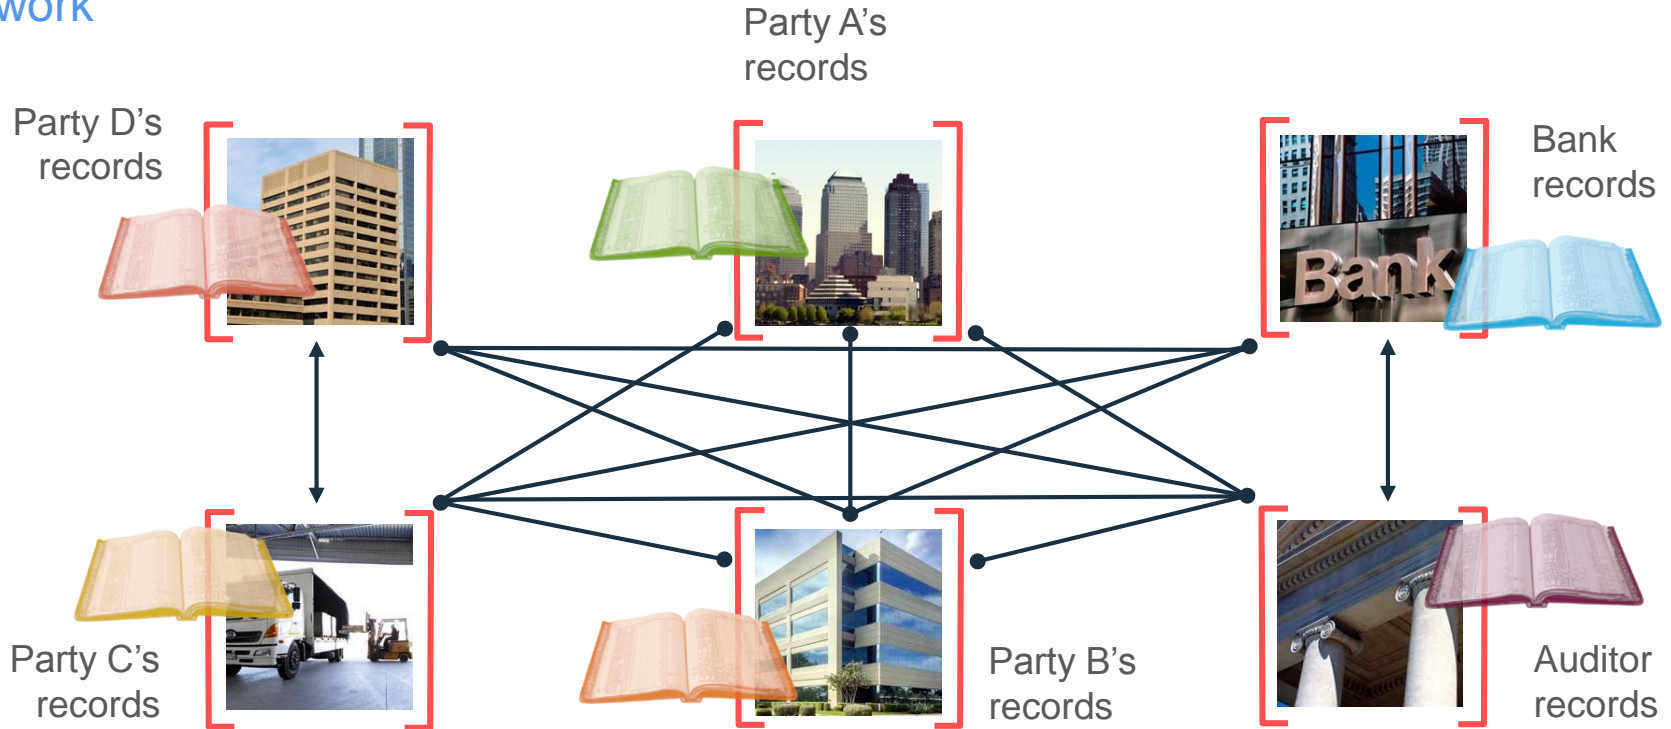 work
Party A's
records
Party D's
records
Bank
records
Bank
Party C's
records
Party B's
records
Auditor
records